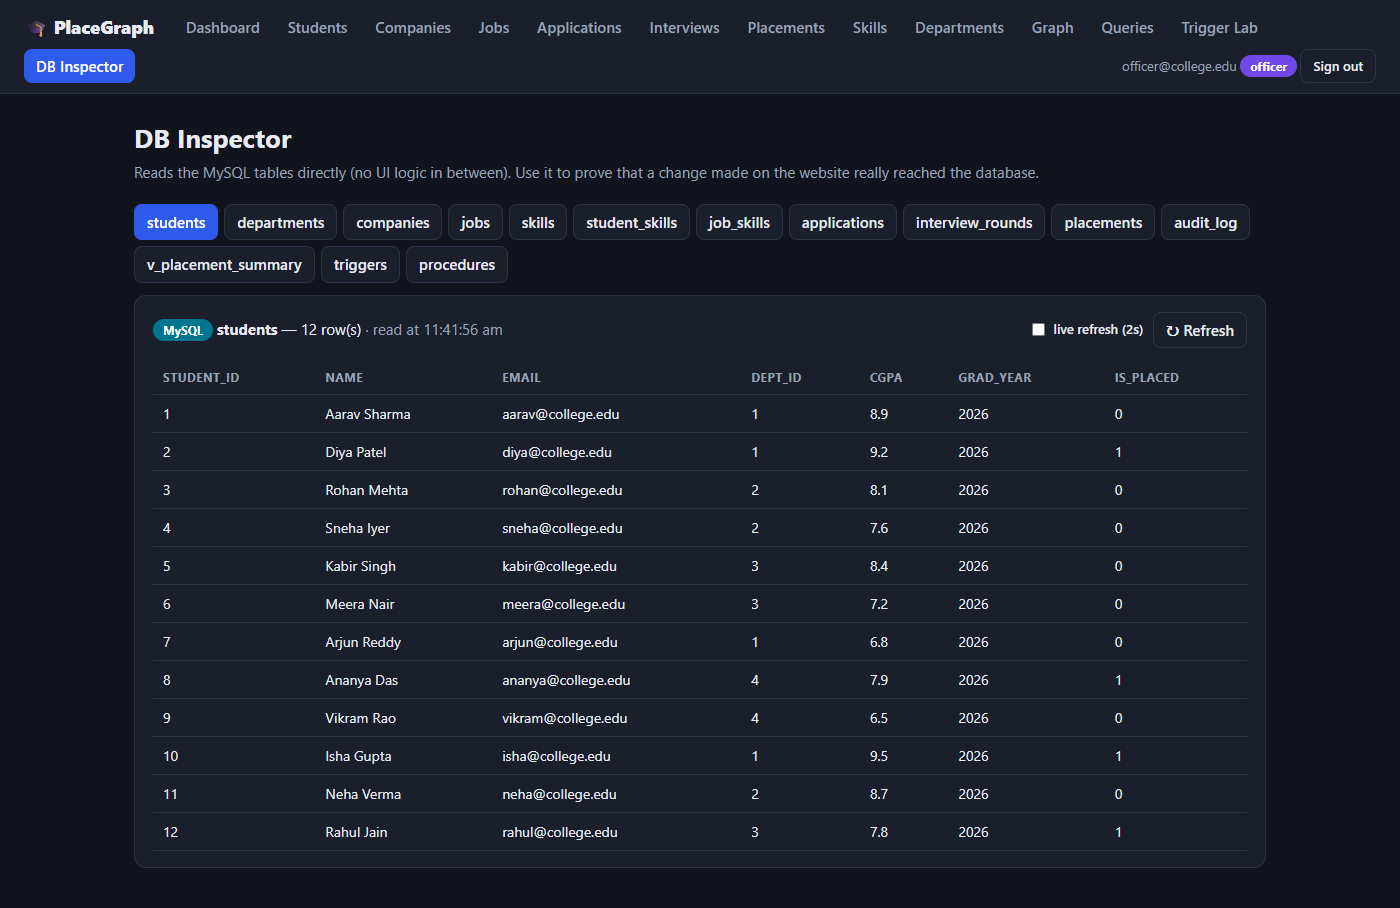 PlaceGraph Dashboard Students Companies Jobs Applications Interviews Placements Skills Departments Graph Queries Trigger Lab
DB Inspector officer@college.edu officer Sign out
DB Inspector
Reads the MySQL tables directly (no UI logic in between). Use it to prove that a change made on the website really reached the database.
students departments companies jobs skills student_skills job_skills applications interview_rounds placements audit_log
v_placement_summary triggers procedures
MySQL students — 12 row(s) · read at 11:41:56 am live refresh (2s) ↻ Refresh
STUDENT_ID NAME EMAIL DEPT_ID CGPA GRAD_YEAR IS_PLACED
1 Aarav Sharma aarav@college.edu 1 8.9 2026 0
2 Diya Patel diya@college.edu 1 9.2 2026 1
3 Rohan Mehta rohan@college.edu 2 8.1 2026 0
4 Sneha Iyer sneha@college.edu 2 7.6 2026 0
5 Kabir Singh kabir@college.edu 3 8.4 2026 0
6 Meera Nair meera@college.edu 3 7.2 2026 0
7 Arjun Reddy arjun@college.edu 1 6.8 2026 0
8 Ananya Das ananya@college.edu 4 7.9 2026 1
9 Vikram Rao vikram@college.edu 4 6.5 2026 0
10 Isha Gupta isha@college.edu 1 9.5 2026 1
11 Neha Verma neha@college.edu 2 8.7 2026 0
12 Rahul Jain rahul@college.edu 3 7.8 2026 1